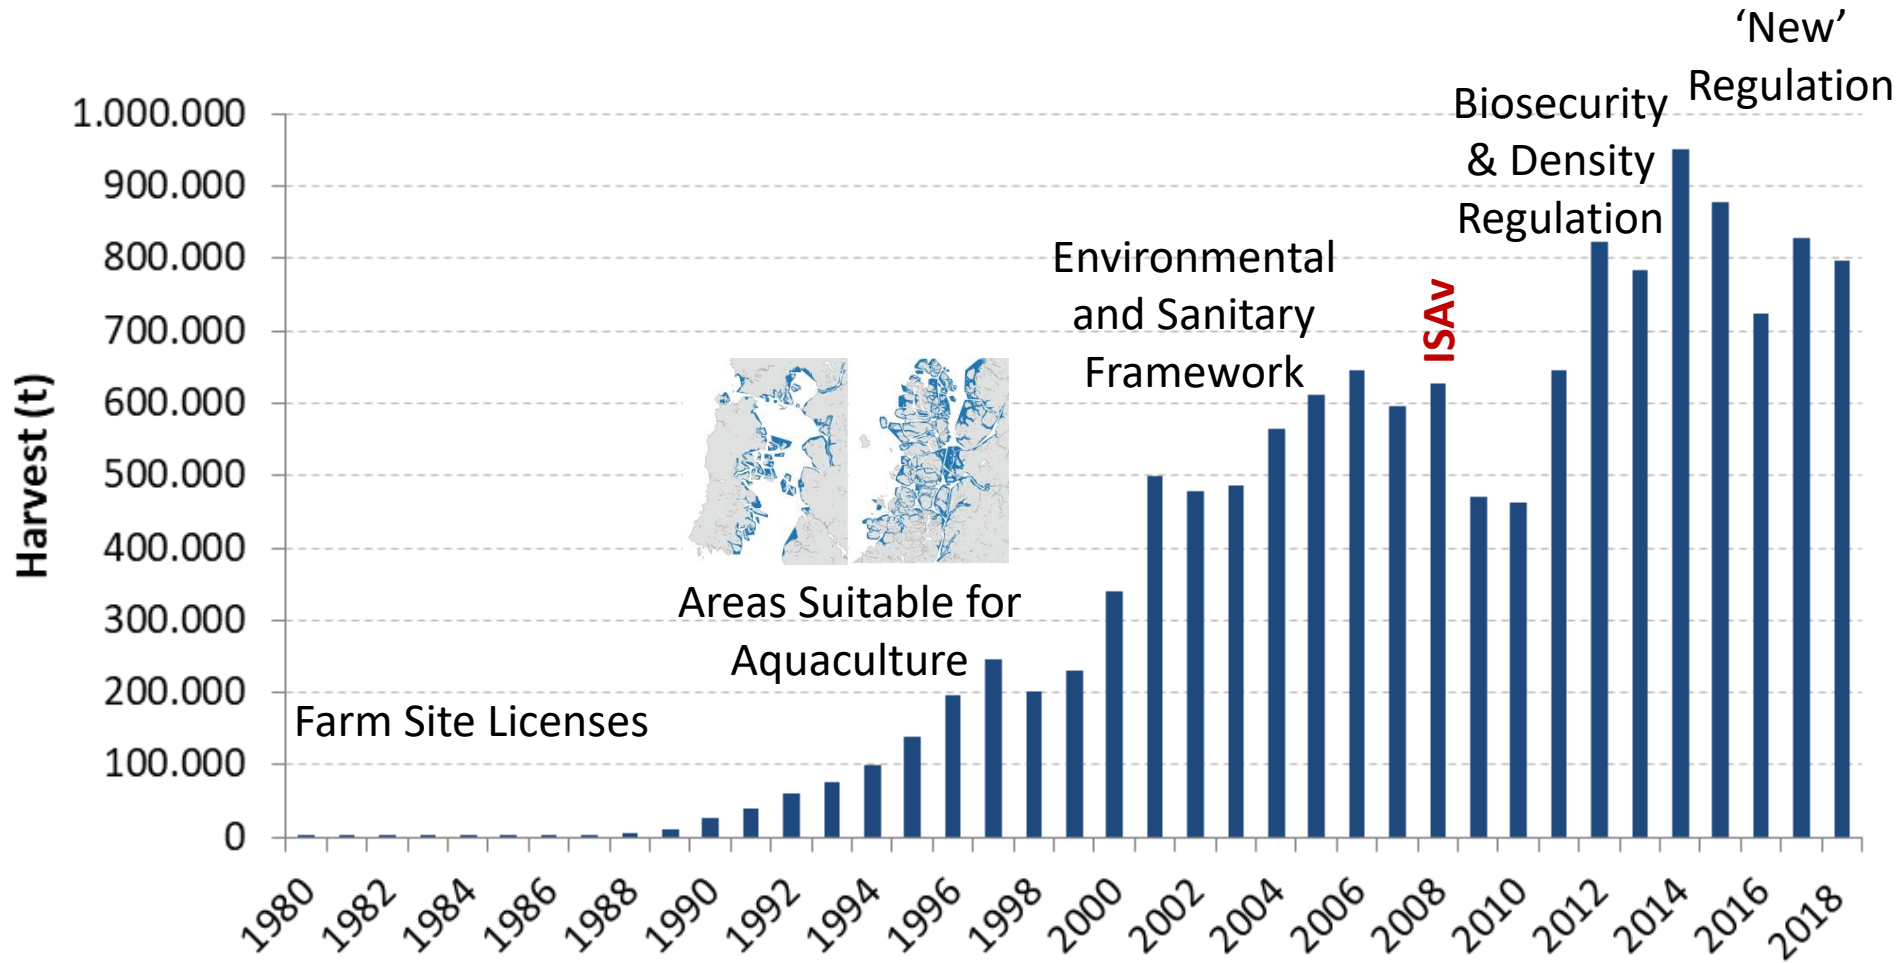 ‘New’
Regulation
Biosecurity
& Density
Regulation
Environmental
and Sanitary
Framework
ISAv
Areas Suitable for
Aquaculture
Farm Site Licenses
Harvest (t)
1.000.000
900.000
800.000
700.000
600.000
500.000
400.000
300.000
200.000
100.000
0
1980
1982
1984
1986
1988
1990
1992
1994
1996
1998
2000
2002
2004
2006
2008
2010
2012
2014
2016
2018